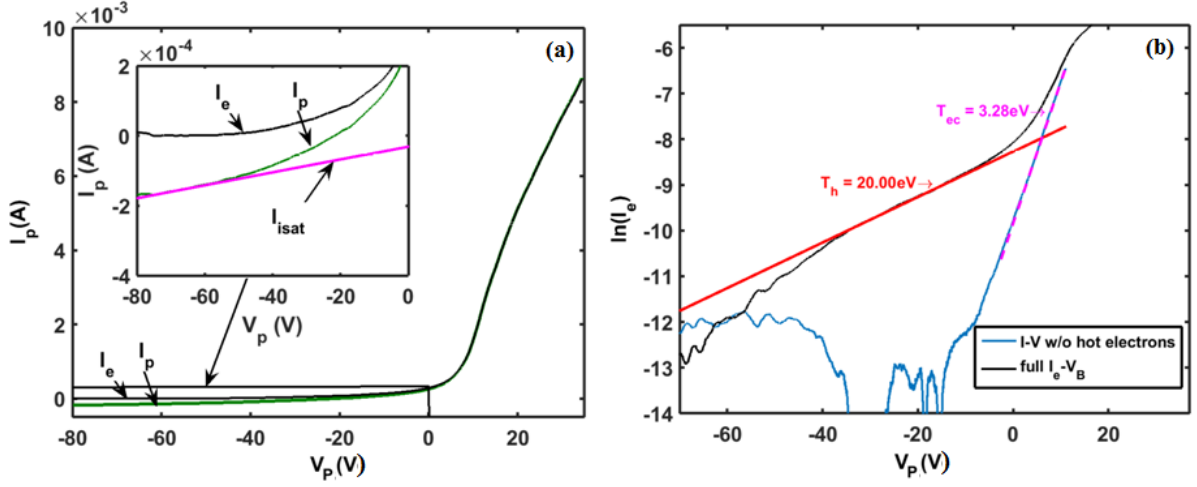 (a)
× 10⁻³
10
8
6
4
2
0
I_p(A)
-80
-60
-40
-20
0
20
V_P(V)
× 10⁻⁴
2
0
-2
-4
I_p (A)
-80
-60
-40
-20
0
V_p (V)
I_e
I_p
I_isat
I_e
I_p
(b)
-6
-7
-8
-9
-10
-11
-12
-13
-14
ln(I_e)
-60
-40
-20
0
20
V_P(V)
T_ec = 3.28eV→
T_h = 20.00eV→
I-V w/o hot electrons
full I_e-V_B